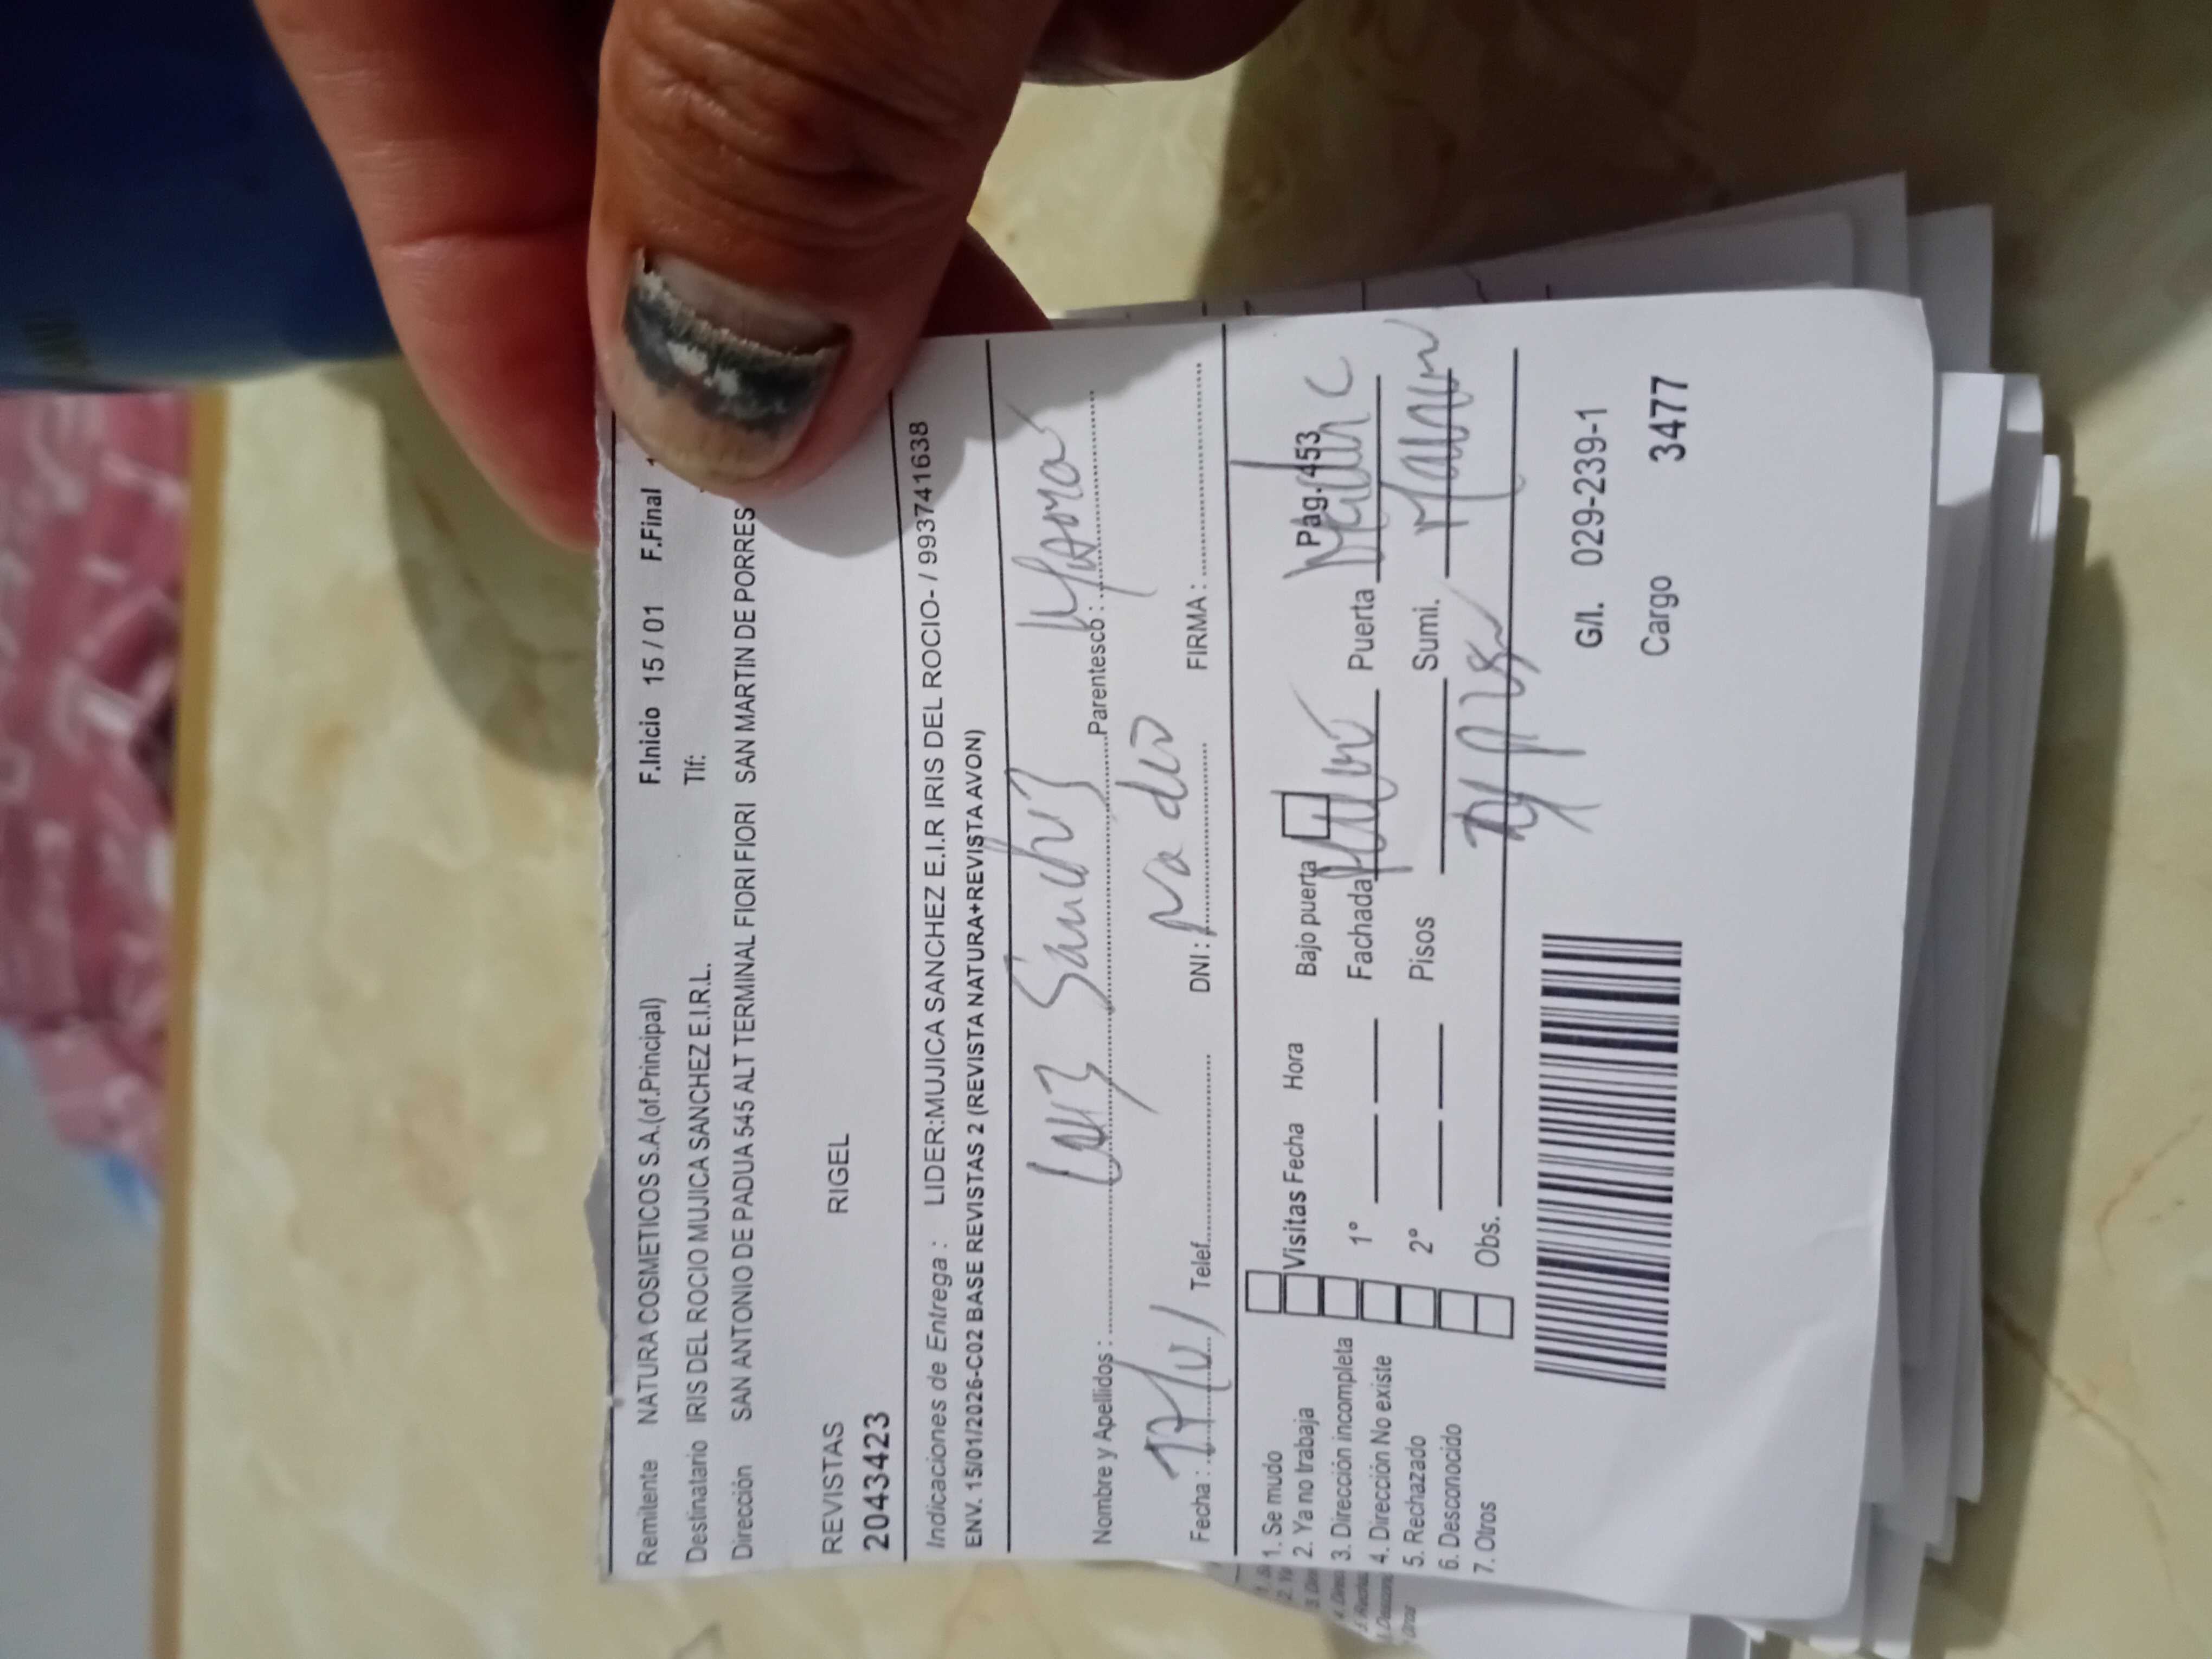 F.Inicio 15 / 01 F.Final
Remitente NATURA COSMETICOS S.A.(of.Principal)
Tlf:
Destinatario IRIS DEL ROCIO MUJICA SANCHEZ E.I.R.L.
Dirección SAN ANTONIO DE PADUA 545 ALT TERMINAL FIORI FIORI SAN MARTIN DE PORRES
REVISTAS RIGEL
20434423
Indicaciones de Entrega : LIDER:MUJICA SANCHEZ E.I.R IRIS DEL ROCIO- / 993741638
ENV. 15/01/2026-C02 BASE REVISTAS 2 (REVISTA NATURA+REVISTA AVON)
Nombre y Apellidos : Luz Sanchez Parentesco : Mama
Fecha : Telef. DNI : No dio FIRMA :
1. Se mudo
2. Ya no trabaja
3. Dirección incompleta
4. Dirección No existe
5. Rechazado
6. Desconocido
7. Otros
Visitas Fecha Hora Bajo puerta Pág. 453
1° Fachada Puerta
2° Pisos Sumi.
Obs.
G/I. 029-239-1
Cargo 3477